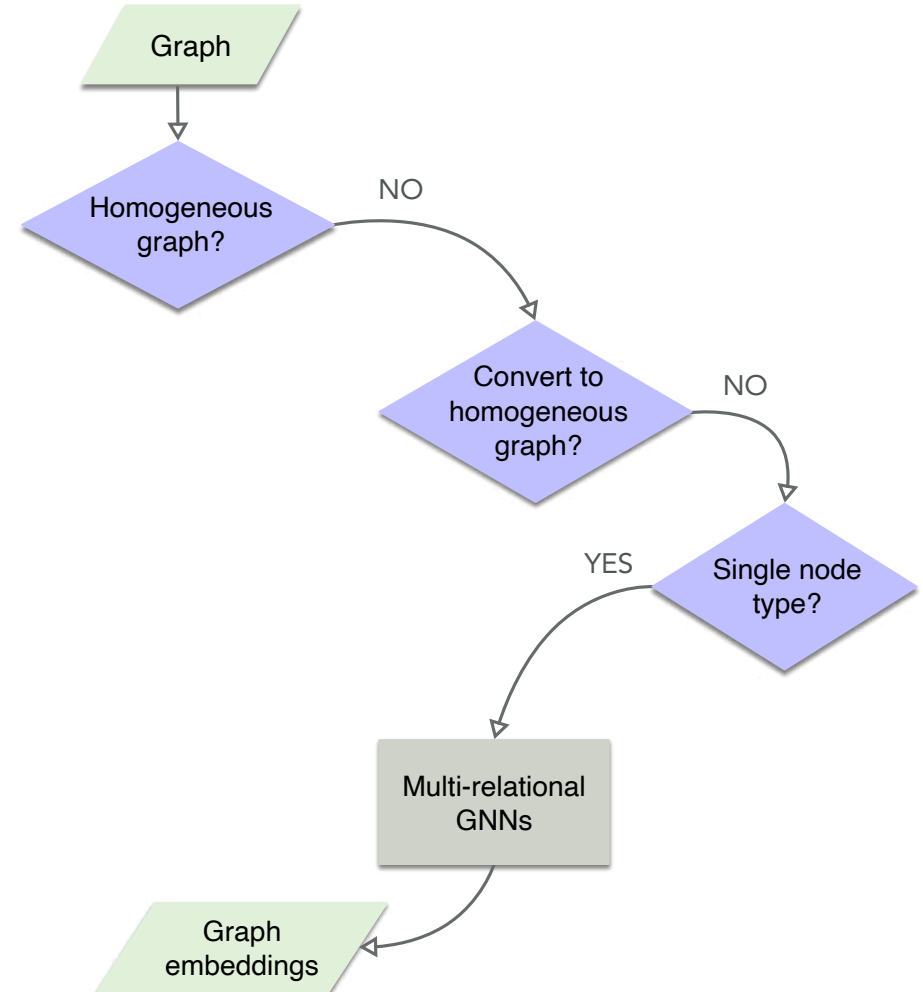 Graph
NO
Homogeneous
graph?
Convert to
homogeneous
graph?
NO
YES
Single node
type?
Multi-relational
GNNs
Graph
embeddings